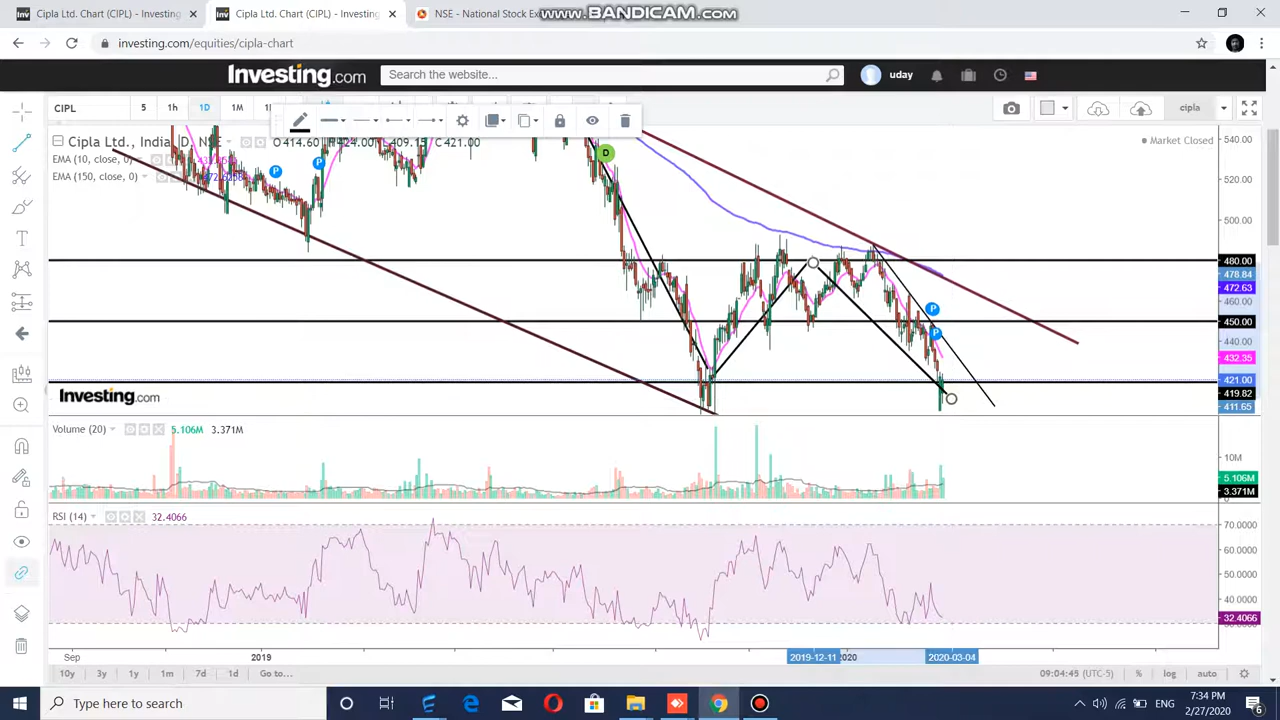 Cipla Ltd. Chart (CIPL) - Investing
Cipla Ltd. Chart (CIPL) - Investing
NSE - National Stock Ex
www.BANDICAM.com
investing.com/equities/cipla-chart
Investing.com
Search the website...
uday
CIPL
5
1h
1D
1M
cipla
Cipla Ltd., India, D, NSE
O 414.60
424.00
409.15
C 421.00
Market Closed
EMA (10, close, 0)
EMA (150, close, 0)
540.00
520.00
500.00
480.00
478.84
472.63
460.00
450.00
440.00
432.35
421.00
419.82
411.65
D
P
P
P
P
Investing.com
Volume (20)
5.106M
3.371M
10M
5.106M
3.371M
RSI (14)
32.4066
70.0000
60.0000
50.0000
40.0000
32.4066
Sep
2019
2019-12-11
2020
2020-03-04
10y
3y
1y
1m
7d
1d
Go to...
09:04:45 (UTC-5)
%
log
auto
Type here to search
ENG
7:34 PM
2/27/2020
6